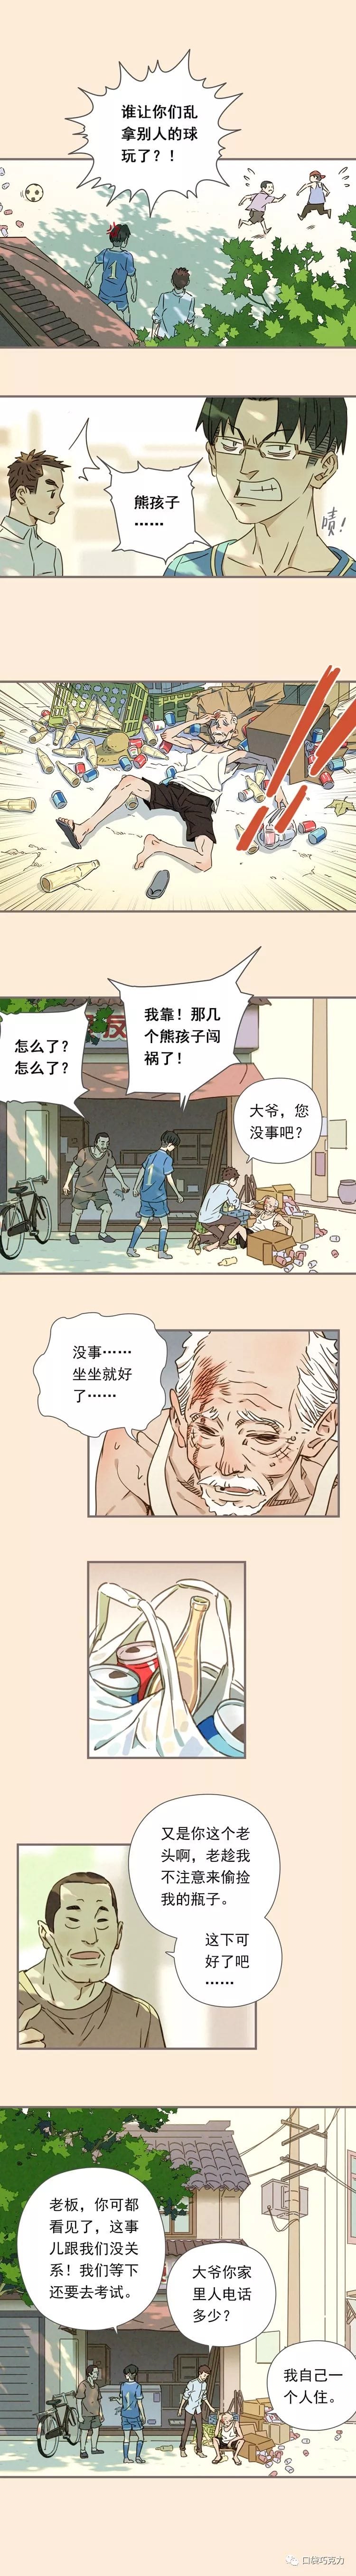 谁让你们乱
拿别人的球
玩了？！
1
熊孩子
……
啧!
怎么了？
怎么了？
我靠！那几
个熊孩子闯
祸了！
友
大爷，您
没事吧？
1
没事……
坐坐就好
了……
又是你这个老
头啊，老趁我
不注意来偷捡
我的瓶子。
这下可
好了吧
……
老板，你可都
看见了，这事
儿跟我们没关
系！我们等下
还要去考试。
大爷你家
里人电话
多少？
我自己一
个人住。
口袋巧克力